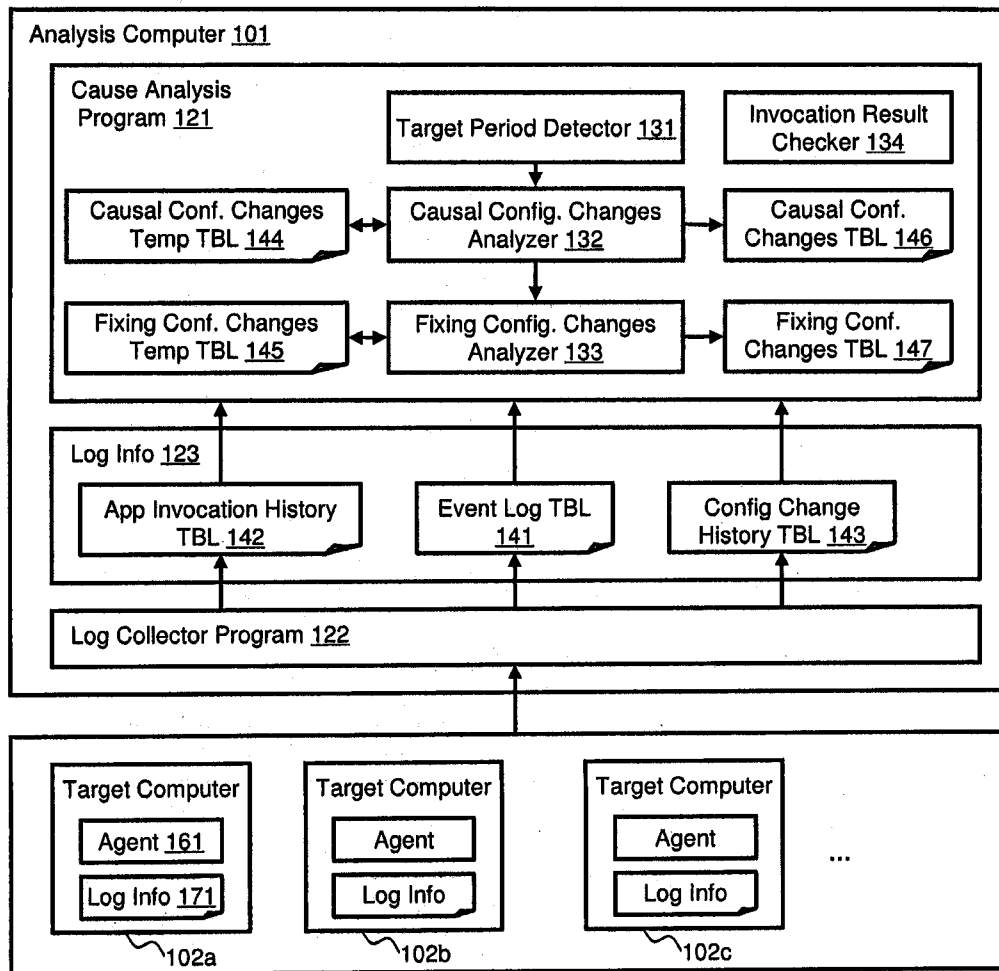 Analysis Computer 101
Cause Analysis
Program 121
Target Period Detector 131
Invocation Result
Checker 134
Causal Conf. Changes
Temp TBL 144
Causal Config. Changes
Analyzer 132
Causal Conf.
Changes TBL 146
Fixing Conf. Changes
Temp TBL 145
Fixing Config. Changes
Analyzer 133
Fixing Conf.
Changes TBL 147
Log Info 123
App Invocation History
TBL 142
Event Log TBL
141
Config Change
History TBL 143
Log Collector Program 122
Target Computer
Agent 161
Log Info 171
102a
Target Computer
Agent
Log Info
102b
Target Computer
Agent
Log Info
102c
...